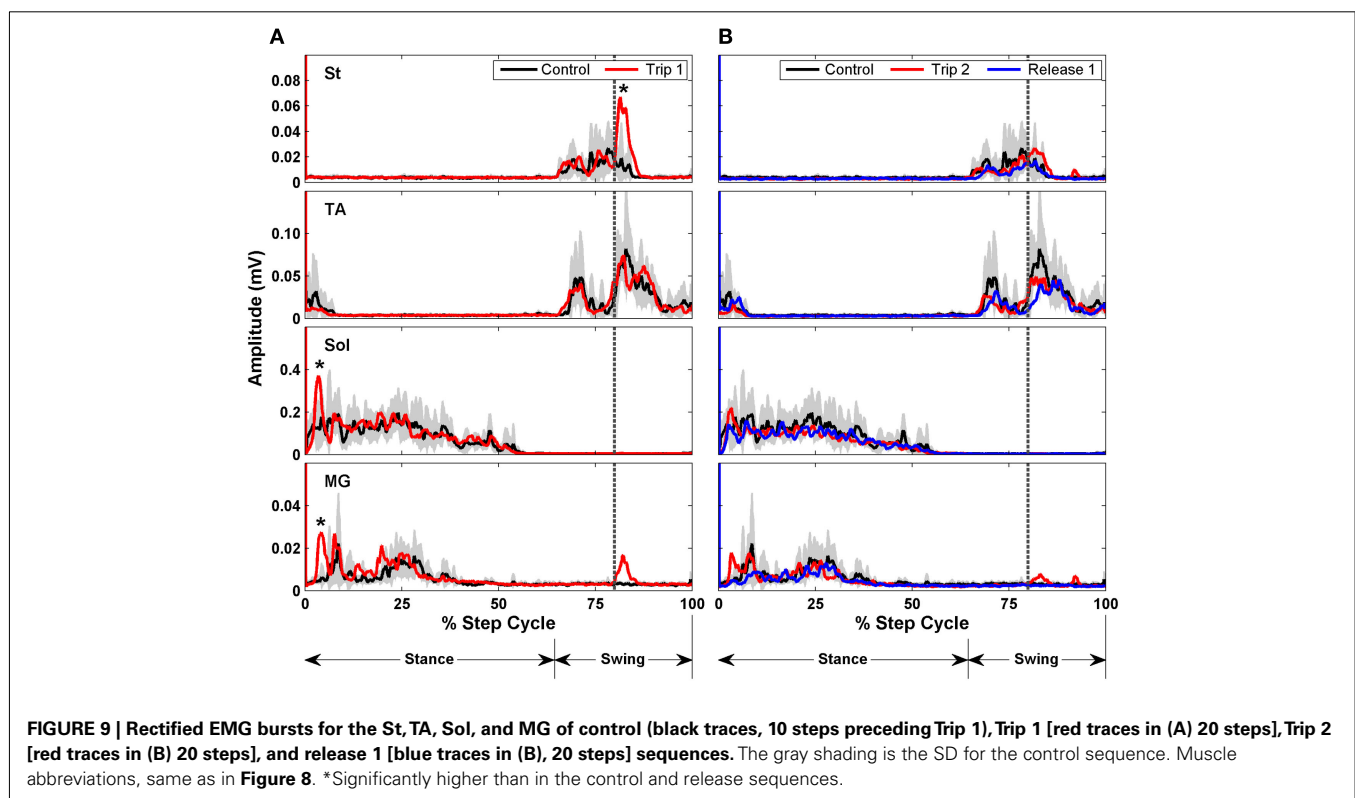 A
B
St
Control Trip 1
Control Trip 2 Release 1
*
0.08
0.06
0.04
0.02
0
TA
0.10
0.05
0
Amplitude (mV)
Sol
*
0.4
0.2
0
MG
*
0.04
0.02
0
0 25 50 75 100
0 25 50 75 100
% Step Cycle
% Step Cycle
Stance Swing
Stance Swing
FIGURE 9 | Rectified EMG bursts for the St, TA, Sol, and MG of control (black traces, 10 steps preceding Trip 1), Trip 1 [red traces in (A) 20 steps], Trip 2
[red traces in (B) 20 steps], and release 1 [blue traces in (B), 20 steps] sequences. The gray shading is the SD for the control sequence. Muscle
abbreviations, same as in Figure 8. *Significantly higher than in the control and release sequences.